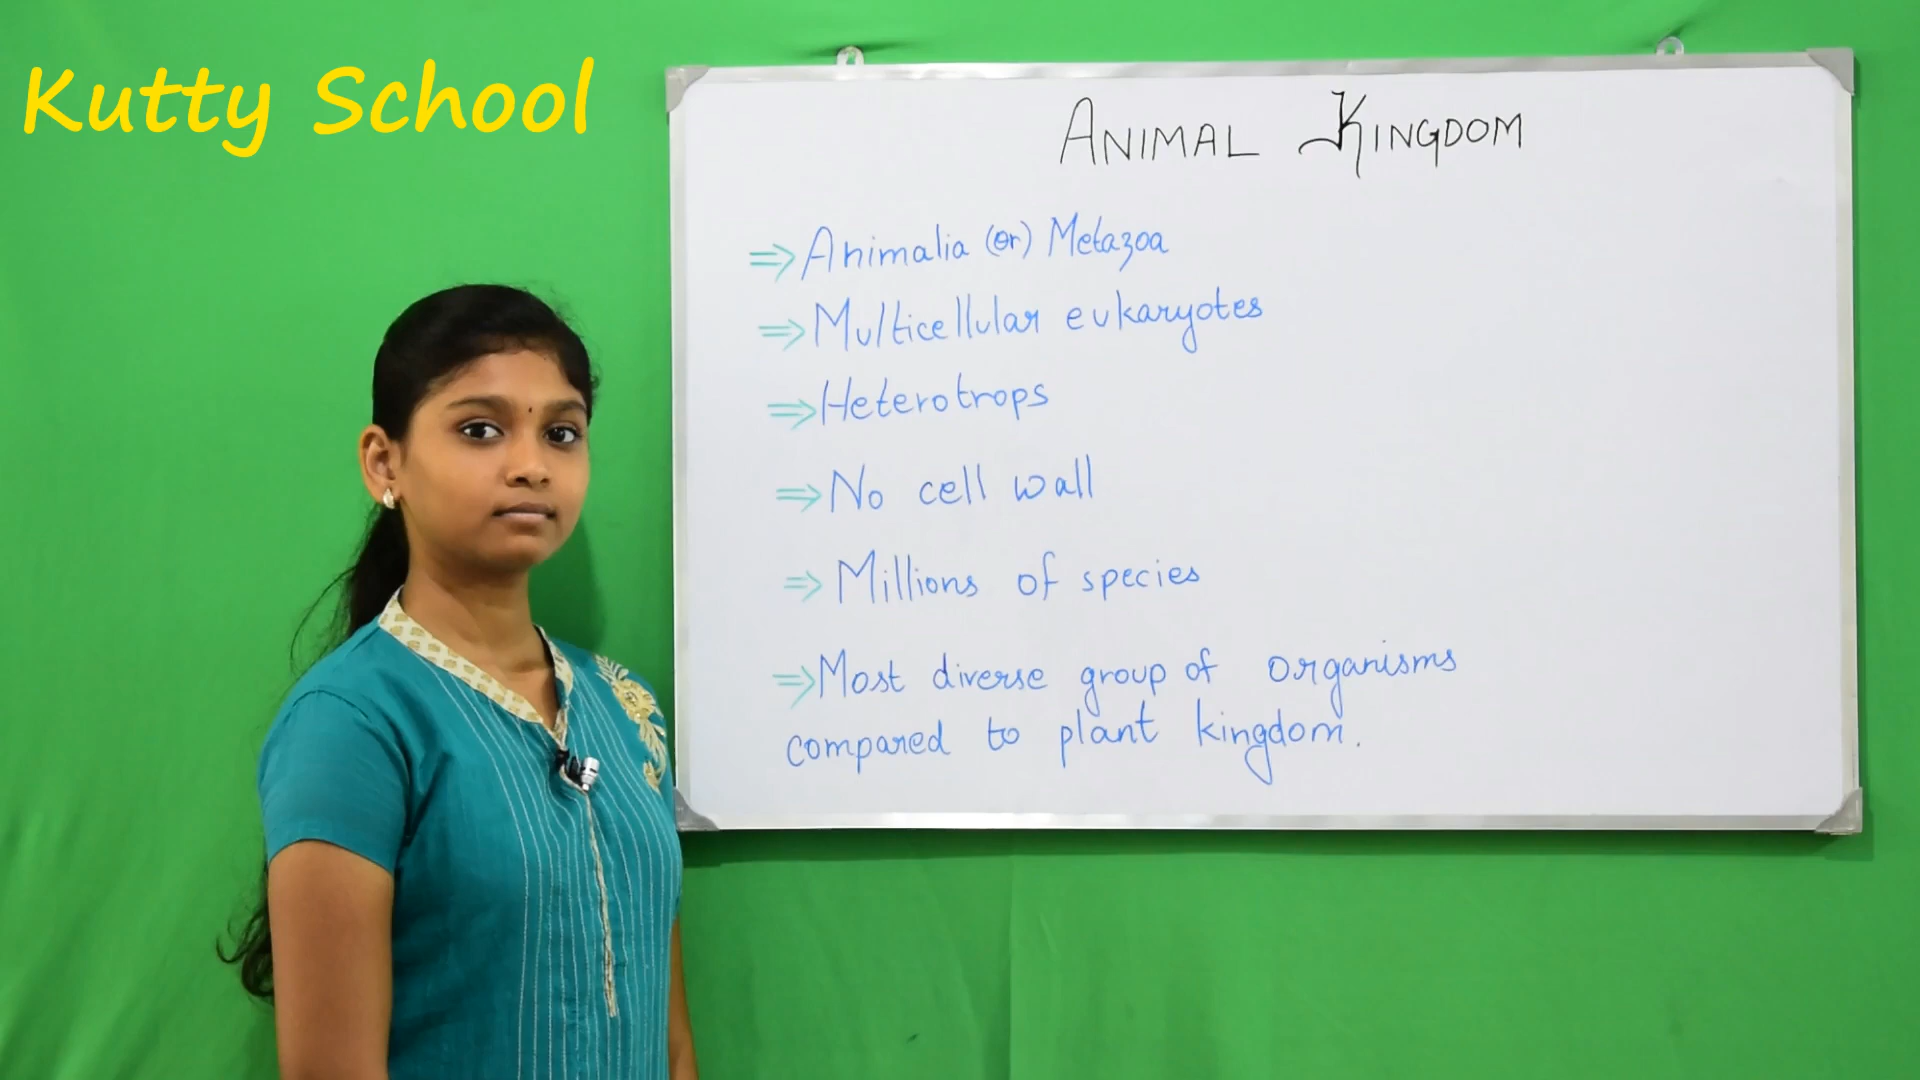 Kutty School
ANIMAL KINGDOM
⇒ Animalia (or) Metazoa
⇒ Multicellular eukaryotes
⇒ Heterotrops
⇒ No cell wall
⇒ Millions of species
⇒ Most diverse group of organisms
compared to plant kingdom.